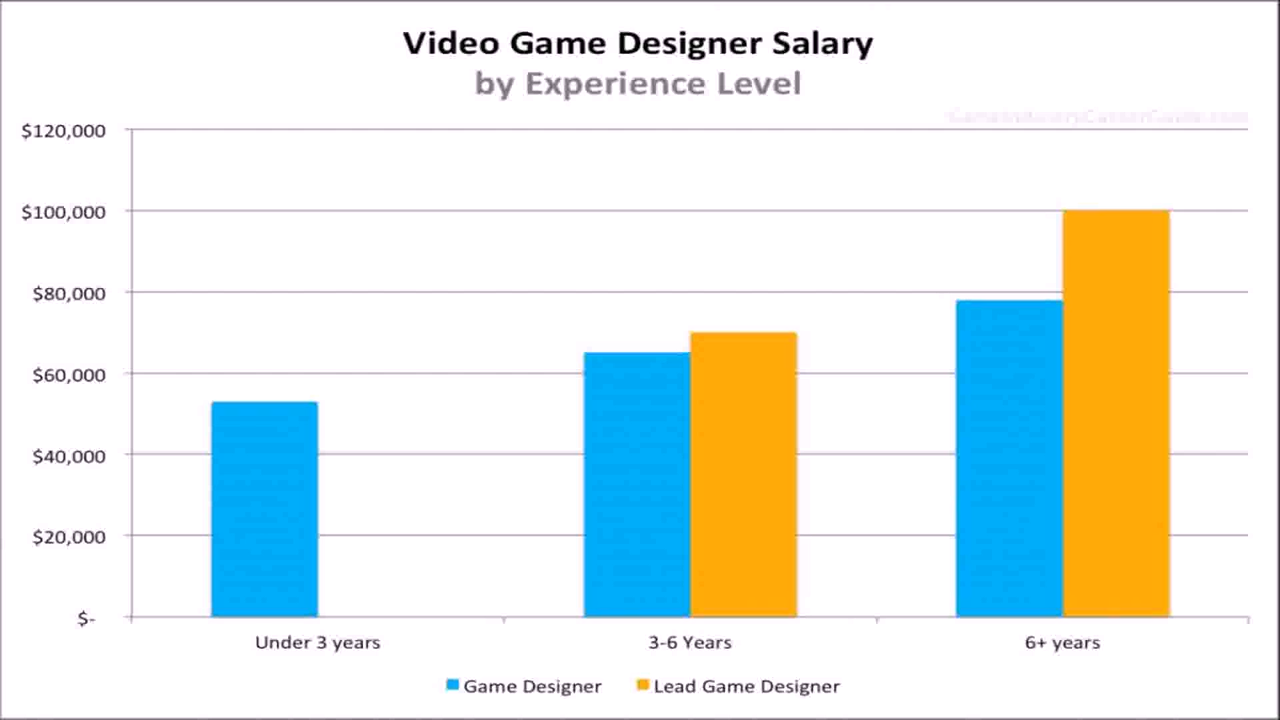 Video Game Designer Salary
by Experience Level
$120,000
$100,000
$80,000
$60,000
$40,000
$20,000
$-
Under 3 years
3-6 Years
6+ years
Game Designer
Lead Game Designer